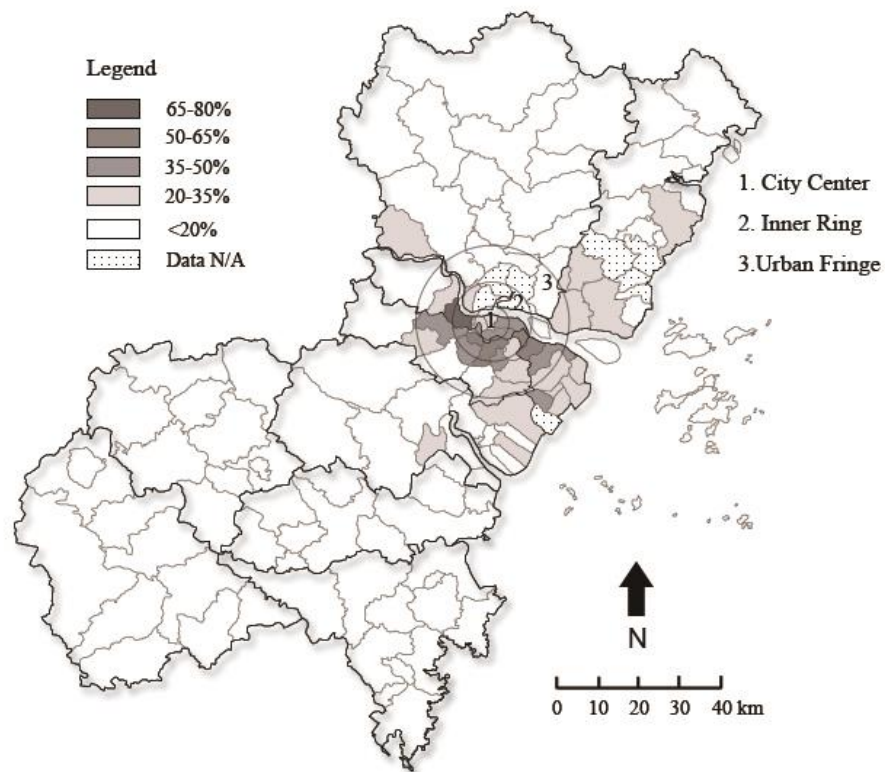 Legend
65-80%
50-65%
35-50%
20-35%
<20%
Data N/A
1. City Center
2. Inner Ring
3.Urban Fringe
3
2
1
N
0 10 20 30 40 km